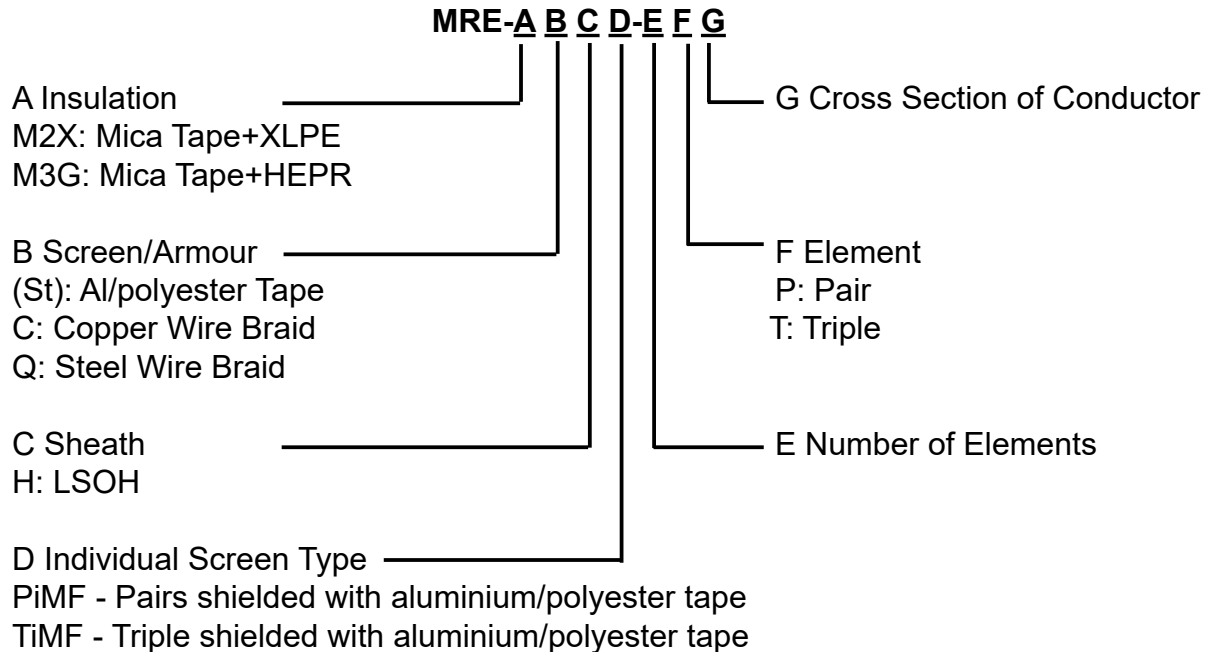 MRE-A B C D-E F G
A Insulation
M2X: Mica Tape+XLPE
M3G: Mica Tape+HEPR
B Screen/Armour
(St): Al/polyester Tape
C: Copper Wire Braid
Q: Steel Wire Braid
C Sheath
H: LSOH
D Individual Screen Type
PiMF - Pairs shielded with aluminium/polyester tape
TiMF - Triple shielded with aluminium/polyester tape
G Cross Section of Conductor
F Element
P: Pair
T: Triple
E Number of Elements